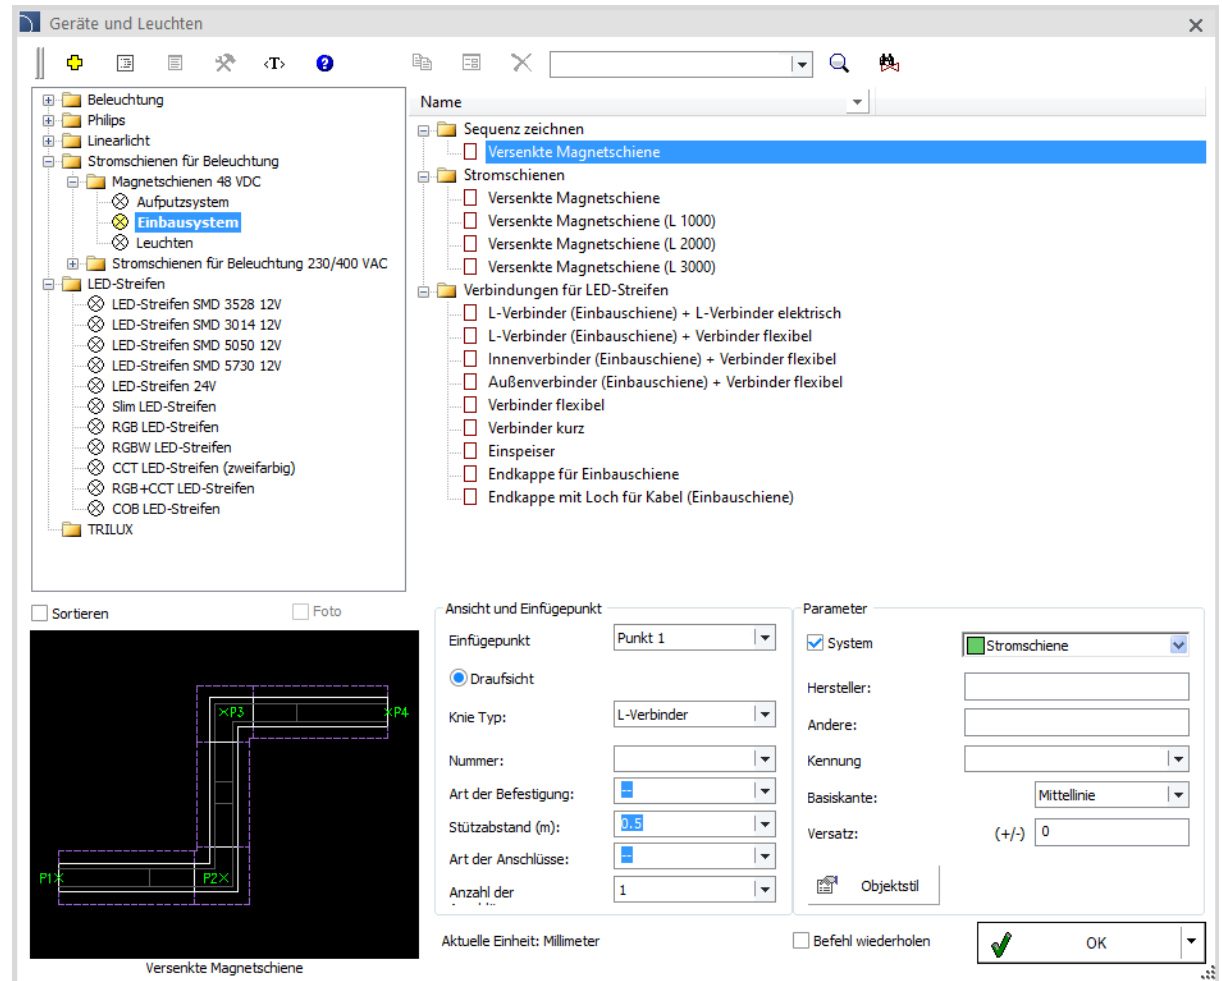 Geräte und Leuchten
‹T›
Beleuchtung
Philips
Linearlicht
Stromschienen für Beleuchtung
Magnetschienen 48 VDC
Aufputzsystem
Einbausystem
Leuchten
Stromschienen für Beleuchtung 230/400 VAC
LED-Streifen
LED-Streifen SMD 3528 12V
LED-Streifen SMD 3014 12V
LED-Streifen SMD 5050 12V
LED-Streifen SMD 5730 12V
LED-Streifen 24V
Slim LED-Streifen
RGB LED-Streifen
RGBW LED-Streifen
CCT LED-Streifen (zweifarbig)
RGB+CCT LED-Streifen
COB LED-Streifen
TRILUX
Name
Sequenz zeichnen
Versenkte Magnetschiene
Stromschienen
Versenkte Magnetschiene
Versenkte Magnetschiene (L 1000)
Versenkte Magnetschiene (L 2000)
Versenkte Magnetschiene (L 3000)
Verbindungen für LED-Streifen
L-Verbinder (Einbauschiene) + L-Verbinder elektrisch
L-Verbinder (Einbauschiene) + Verbinder flexibel
Innenverbinder (Einbauschiene) + Verbinder flexibel
Außenverbinder (Einbauschiene) + Verbinder flexibel
Verbinder flexibel
Verbinder kurz
Einspeiser
Endkappe für Einbauschiene
Endkappe mit Loch für Kabel (Einbauschiene)
Sortieren
Foto
P3
P4
P1
P2
Versenkte Magnetschiene
Ansicht und Einfügepunkt
Einfügepunkt Punkt 1
Draufsicht
Knie Typ: L-Verbinder
Nummer:
Art der Befestigung: --
Stützabstand (m): 0.5
Art der Anschlüsse: --
Anzahl der 1
Parameter
System Stromschiene
Hersteller:
Andere:
Kennung
Basiskante: Mittellinie
Versatz: (+/-) 0
Objektstil
Aktuelle Einheit: Millimeter
Befehl wiederholen
OK